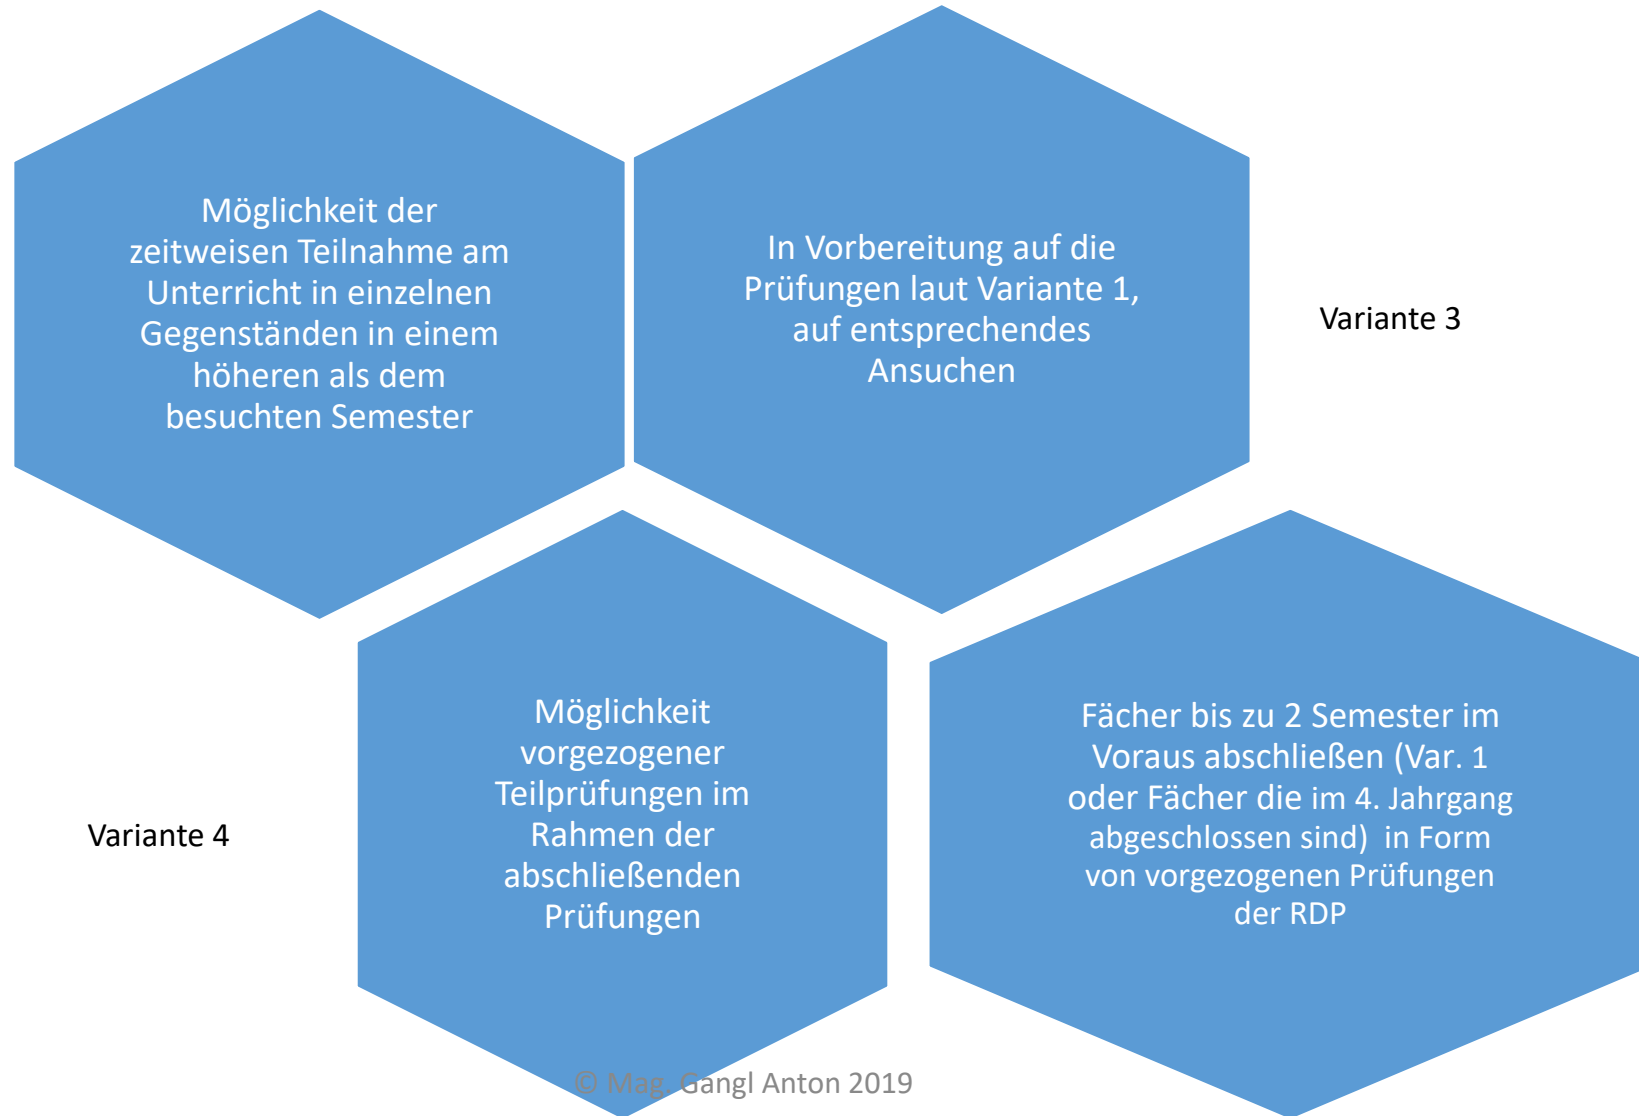 Möglichkeit der
zeitweisen Teilnahme am
Unterricht in einzelnen
Gegenständen in einem
höheren als dem
besuchten Semester
In Vorbereitung auf die
Prüfungen laut Variante 1,
auf entsprechendes
Ansuchen
Variante 3
Variante 4
Möglichkeit
vorgezogener
Teilprüfungen im
Rahmen der
abschließenden
Prüfungen
Fächer bis zu 2 Semester im
Voraus abschließen (Var. 1
oder Fächer die im 4. Jahrgang
abgeschlossen sind) in Form
von vorgezogenen Prüfungen
der RDP
© Mag. Gangl Anton 2019